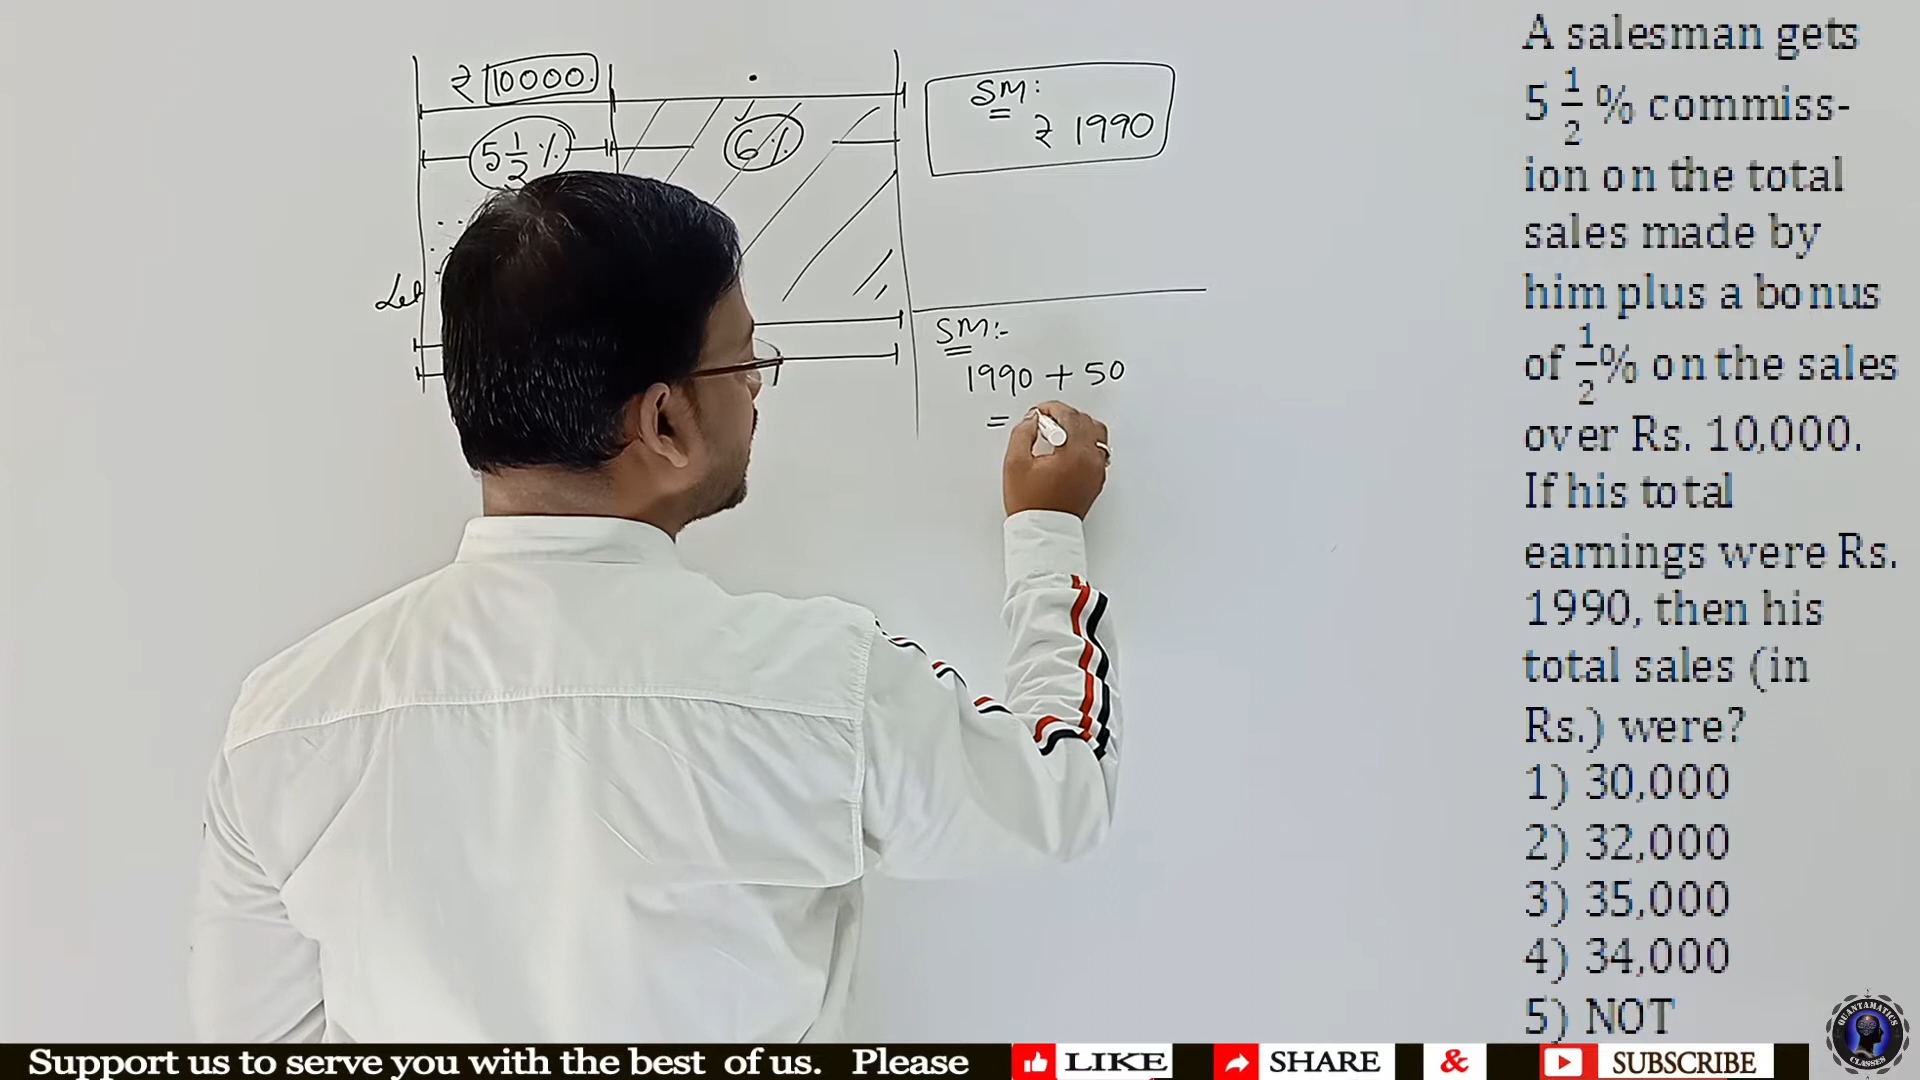 ₹ 10000.
5 1/2 %
6 %
SM:
₹ 1990
Let
SM:-
1990 + 50
=
A salesman gets
5 1/2 % commiss-
ion on the total
sales made by
him plus a bonus
of 1/2% on the sales
over Rs. 10,000.
If his total
earnings were Rs.
1990, then his
total sales (in
Rs.) were?
1) 30,000
2) 32,000
3) 35,000
4) 34,000
5) NOT
QUANTAMATICS
CLASSES
Support us to serve you with the best of us. Please LIKE SHARE & SUBSCRIBE